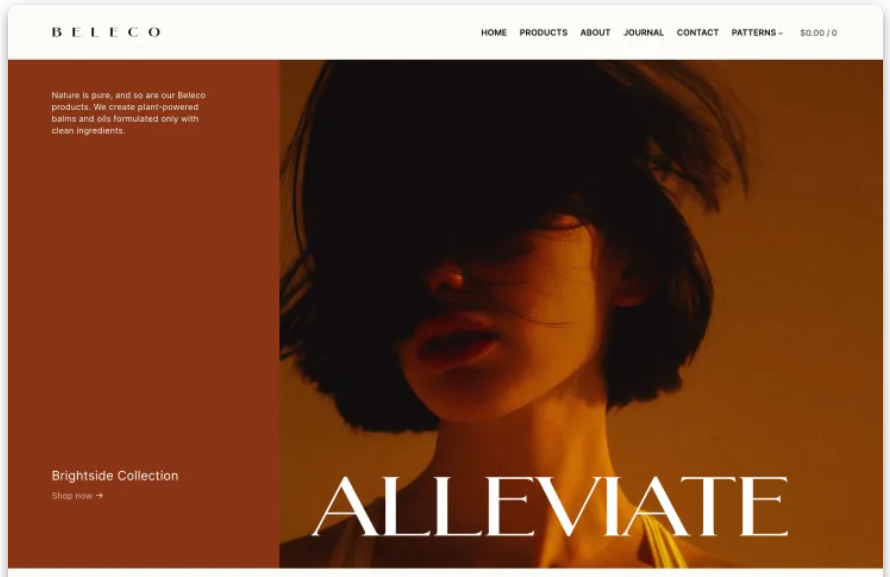 BELECO
HOME PRODUCTS ABOUT JOURNAL CONTACT PATTERNS $0.00 / 0
Nature is pure, and so are our Beleco
products. We create plant-powered
balms and oils formulated only with
clean ingredients.
Brightside Collection
Shop now →
ALLEVIATE